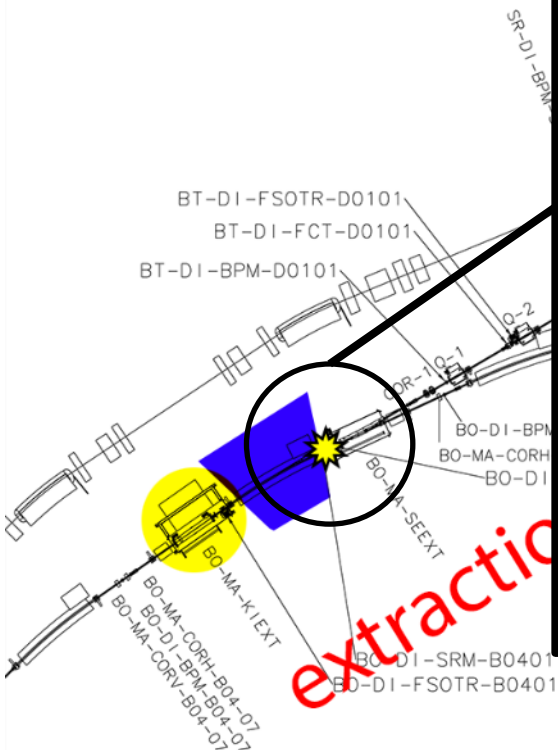 SR-DI-BPM-
BT-DI-FSOTR-D0101
BT-DI-FCT-D0101
BT-DI-BPM-D0101
Q-2
Q-1
COR-1
BO-DI-BPM
BO-MA-CORH
BO-DI
BO-MA-SEEXT
BO-MA-K1EXT
BO-MA-CORH-B04-07
BO-DI-BPM-B04-07
BO-MA-CORV-B04-07
extractio
BO-DI-SRM-B0401
BO-DI-FSOTR-B0401